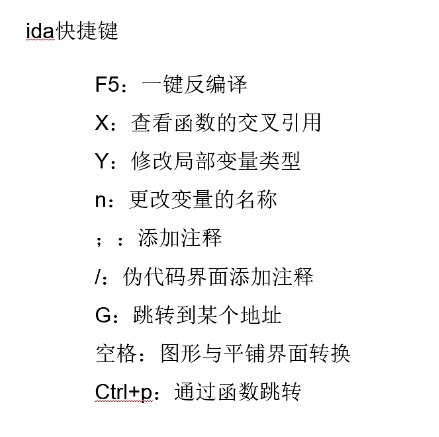 ida快捷键
F5：一键反编译
X：查看函数的交叉引用
Y：修改局部变量类型
n：更改变量的名称
；：添加注释
/：伪代码界面添加注释
G：跳转到某个地址
空格：图形与平铺界面转换
Ctrl+p：通过函数跳转